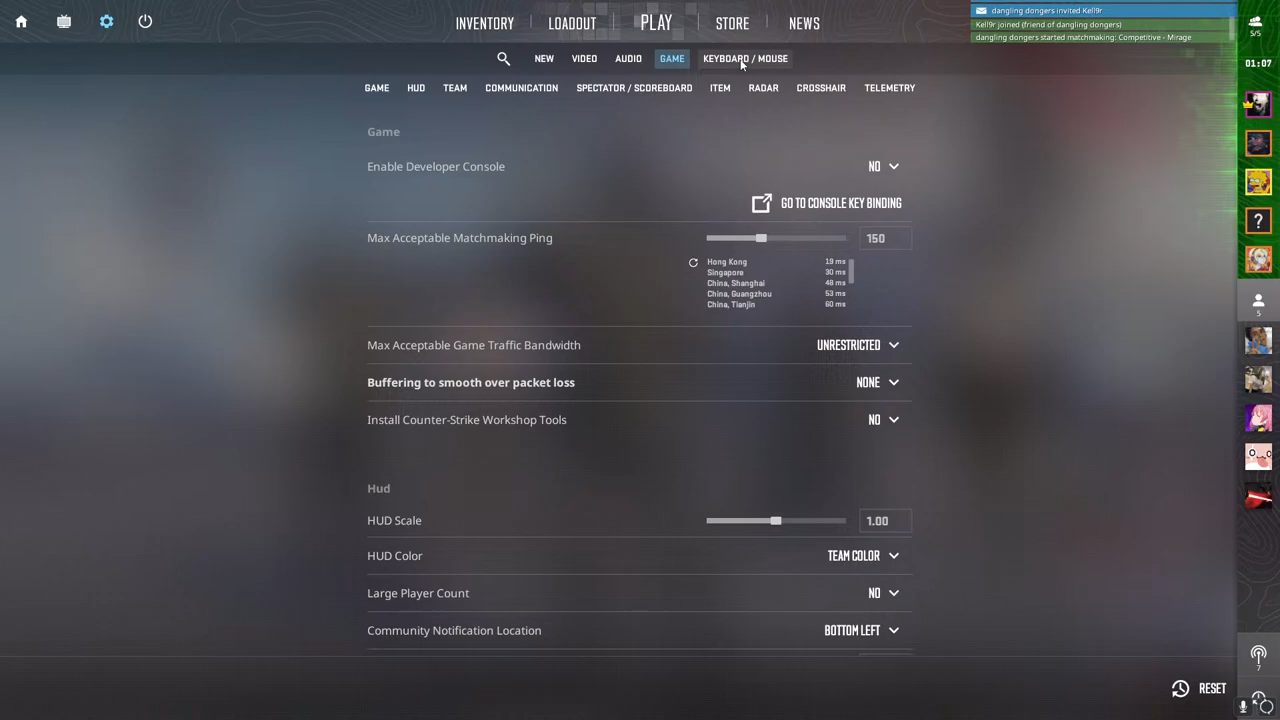 INVENTORY LOADOUT PLAY STORE NEWS
dangling dongers invited Kell9r
Kell9r joined (friend of dangling dongers)
dangling dongers started matchmaking: Competitive - Mirage
5/5
01:07
NEW VIDEO AUDIO GAME KEYBOARD / MOUSE
GAME HUD TEAM COMMUNICATION SPECTATOR / SCOREBOARD ITEM RADAR CROSSHAIR TELEMETRY
Game
Enable Developer Console NO
GO TO CONSOLE KEY BINDING
Max Acceptable Matchmaking Ping 150
Hong Kong 19 ms
Singapore 30 ms
China, Shanghai 48 ms
China, Guangzhou 53 ms
China, Tianjin 60 ms
?
5
Max Acceptable Game Traffic Bandwidth UNRESTRICTED
Buffering to smooth over packet loss NONE
Install Counter-Strike Workshop Tools NO
Hud
HUD Scale 1.00
HUD Color TEAM COLOR
Large Player Count NO
Community Notification Location BOTTOM LEFT
7
RESET